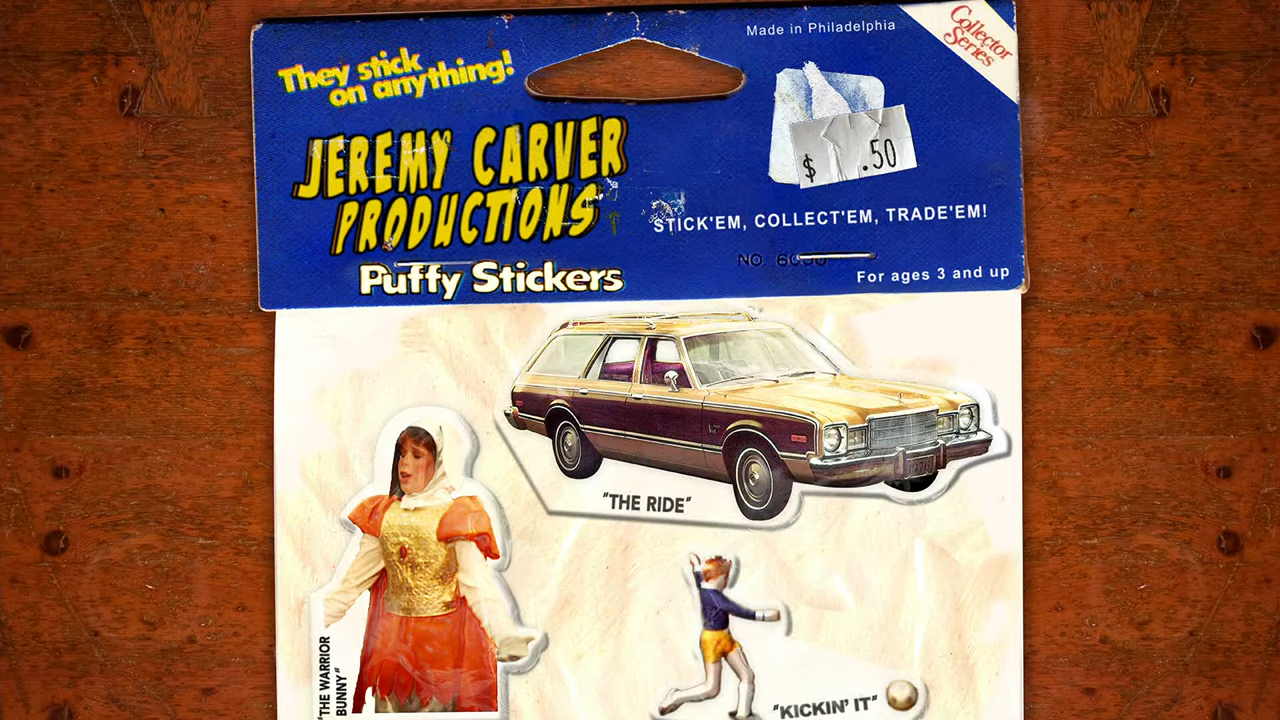 Made in Philadelphia
Collector
Series
They stick
on anything!
JEREMY CARVER
PRODUCTIONS
Puffy Stickers
$ .50
STICK'EM, COLLECT'EM, TRADE'EM!
NO.
For ages 3 and up
"THE RIDE"
"THE WARRIOR
BUNNY"
"KICKIN' IT"